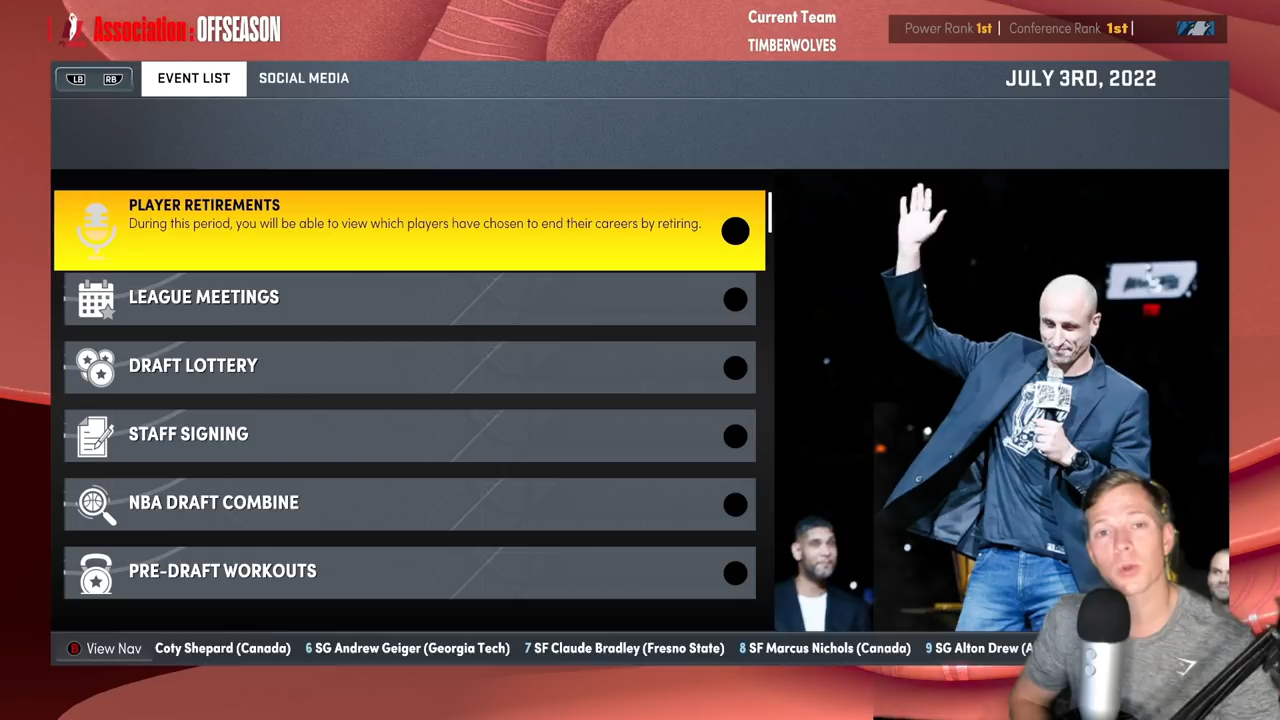 Association: OFFSEASON
Current Team
TIMBERWOLVES
Power Rank 1st | Conference Rank 1st |
LB RB EVENT LIST SOCIAL MEDIA
JULY 3RD, 2022
PLAYER RETIREMENTS
During this period, you will be able to view which players have chosen to end their careers by retiring.
LEAGUE MEETINGS
DRAFT LOTTERY
STAFF SIGNING
NBA DRAFT COMBINE
PRE-DRAFT WORKOUTS
B View Nav Coty Shepard (Canada) 6 SG Andrew Geiger (Georgia Tech) 7 SF Claude Bradley (Fresno State) 8 SF Marcus Nichols (Canada) 9 SG Alton Drew (A